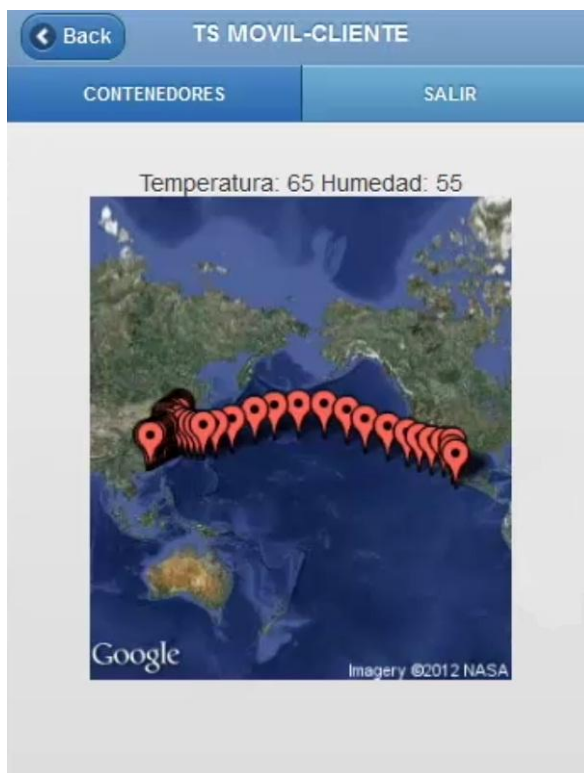 Back
TS MOVIL-CLIENTE
CONTENEDORES
SALIR
Temperatura: 65 Humedad: 55
Google
Imagery ©2012 NASA